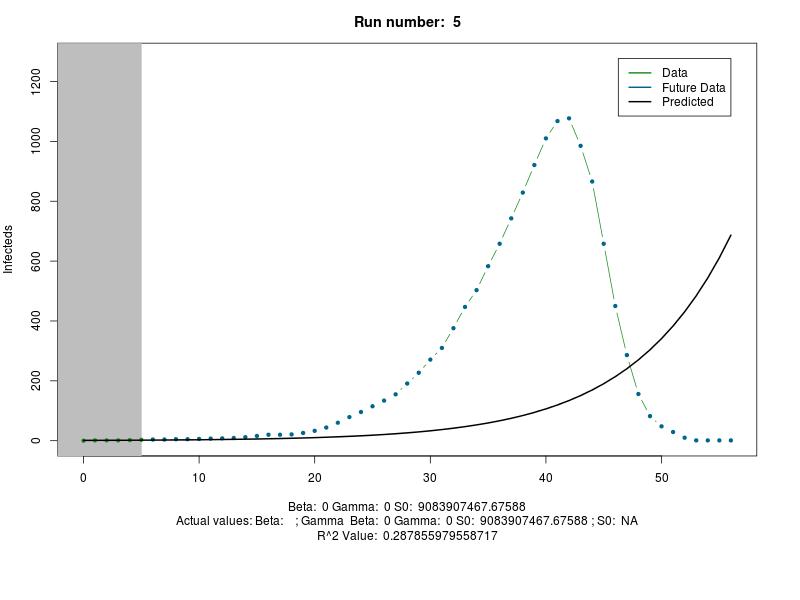 Run number: 5
Data
Future Data
Predicted
Infecteds
1200
1000
800
600
400
200
0
0 10 20 30 40 50
Beta: 0 Gamma: 0 S0: 9083907467.67588
Actual values: Beta: ; Gamma Beta: 0 Gamma: 0 S0: 9083907467.67588 ; S0: NA
R^2 Value: 0.287855979558717